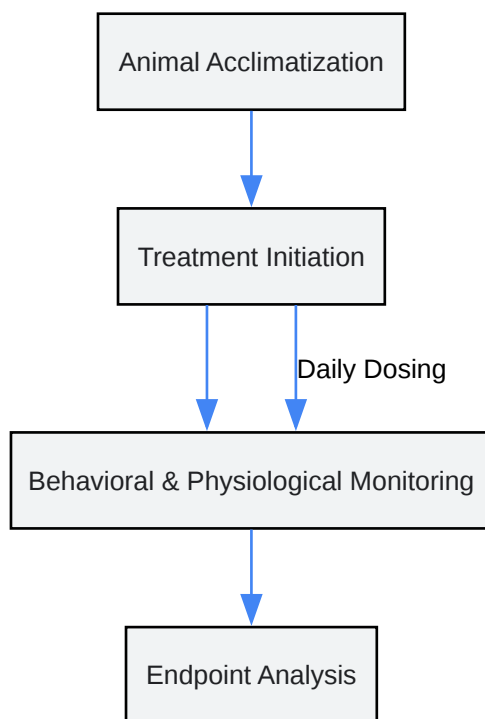 Animal Acclimatization
Treatment Initiation
Daily Dosing
Behavioral & Physiological Monitoring
Endpoint Analysis